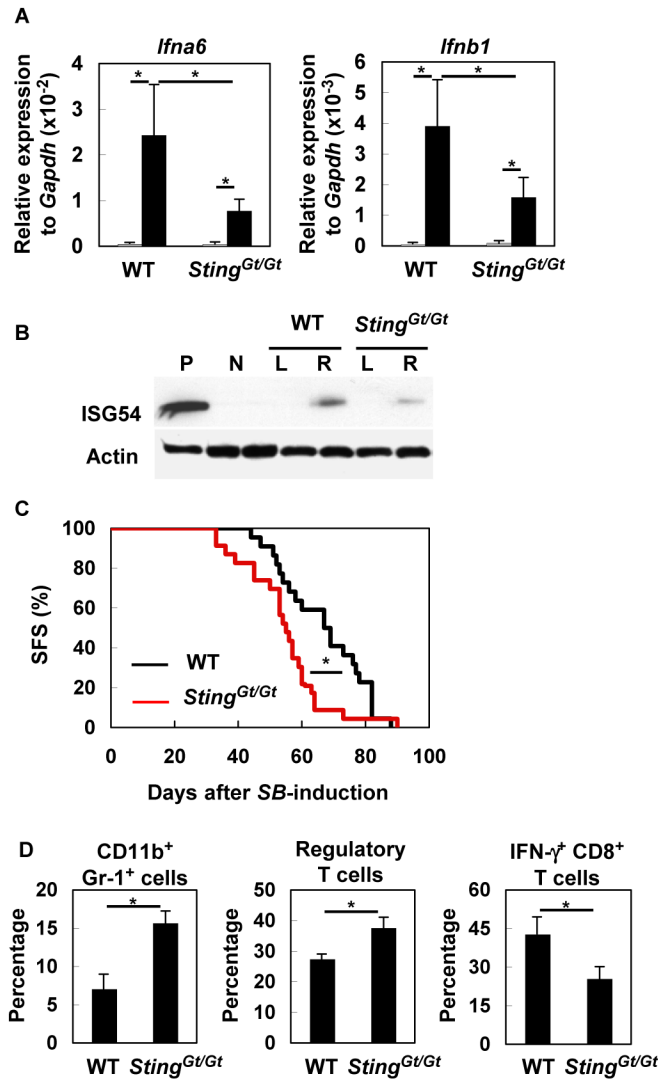 A
Ifna6
Ifnb1
Relative expression
to Gapdh (x10-2)
4
3
2
1
0
*
*
*
WT
StingGt/Gt
Relative expression
to Gapdh (x10-3)
6
5
4
3
2
1
0
*
*
*
WT
StingGt/Gt
B
WT
StingGt/Gt
P N L R L R
ISG54
Actin
C
SFS (%)
100
80
60
40
20
0
WT
StingGt/Gt
*
0 20 40 60 80 100
Days after SB-induction
D
CD11b+
Gr-1+ cells
Percentage
20
15
10
5
0
*
WT StingGt/Gt
Regulatory
T cells
Percentage
50
40
30
20
10
0
*
WT StingGt/Gt
IFN-γ+ CD8+
T cells
Percentage
60
45
30
15
0
*
WT StingGt/Gt